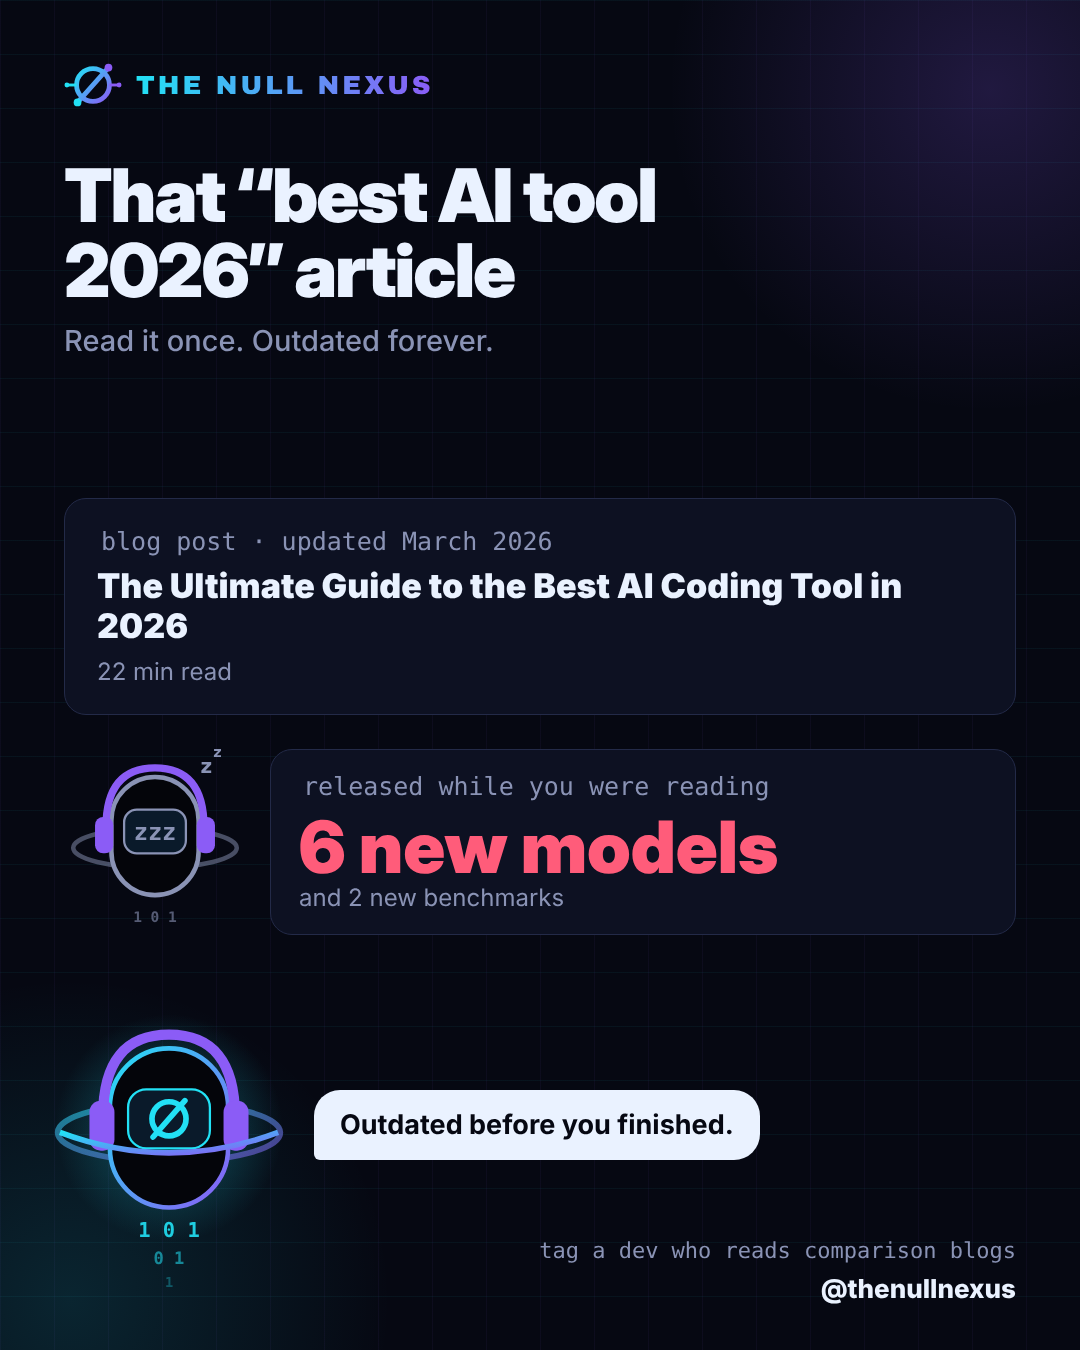 THE NULL NEXUS
That “best AI tool
2026” article
Read it once. Outdated forever.
blog post · updated March 2026
The Ultimate Guide to the Best AI Coding Tool in
2026
22 min read
z
z
zzz
1 0 1
released while you were reading
6 new models
and 2 new benchmarks
Outdated before you finished.
1 0 1
0 1
1
tag a dev who reads comparison blogs
@thenullnexus